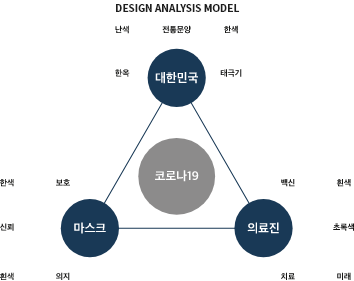 DESIGN ANALYSIS MODEL
난색 전통문양 한색
한옥 대한민국 태극기
코로나19
한색 보호 백신 흰색
신뢰 마스크 의료진 초록색
흰색 의지 치료 미래